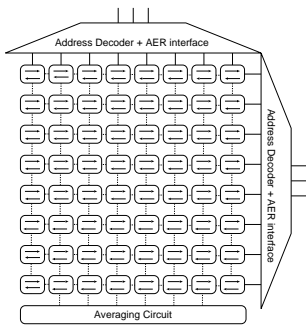 Address Decoder + AER interface
Address Decoder + AER interface
Averaging Circuit